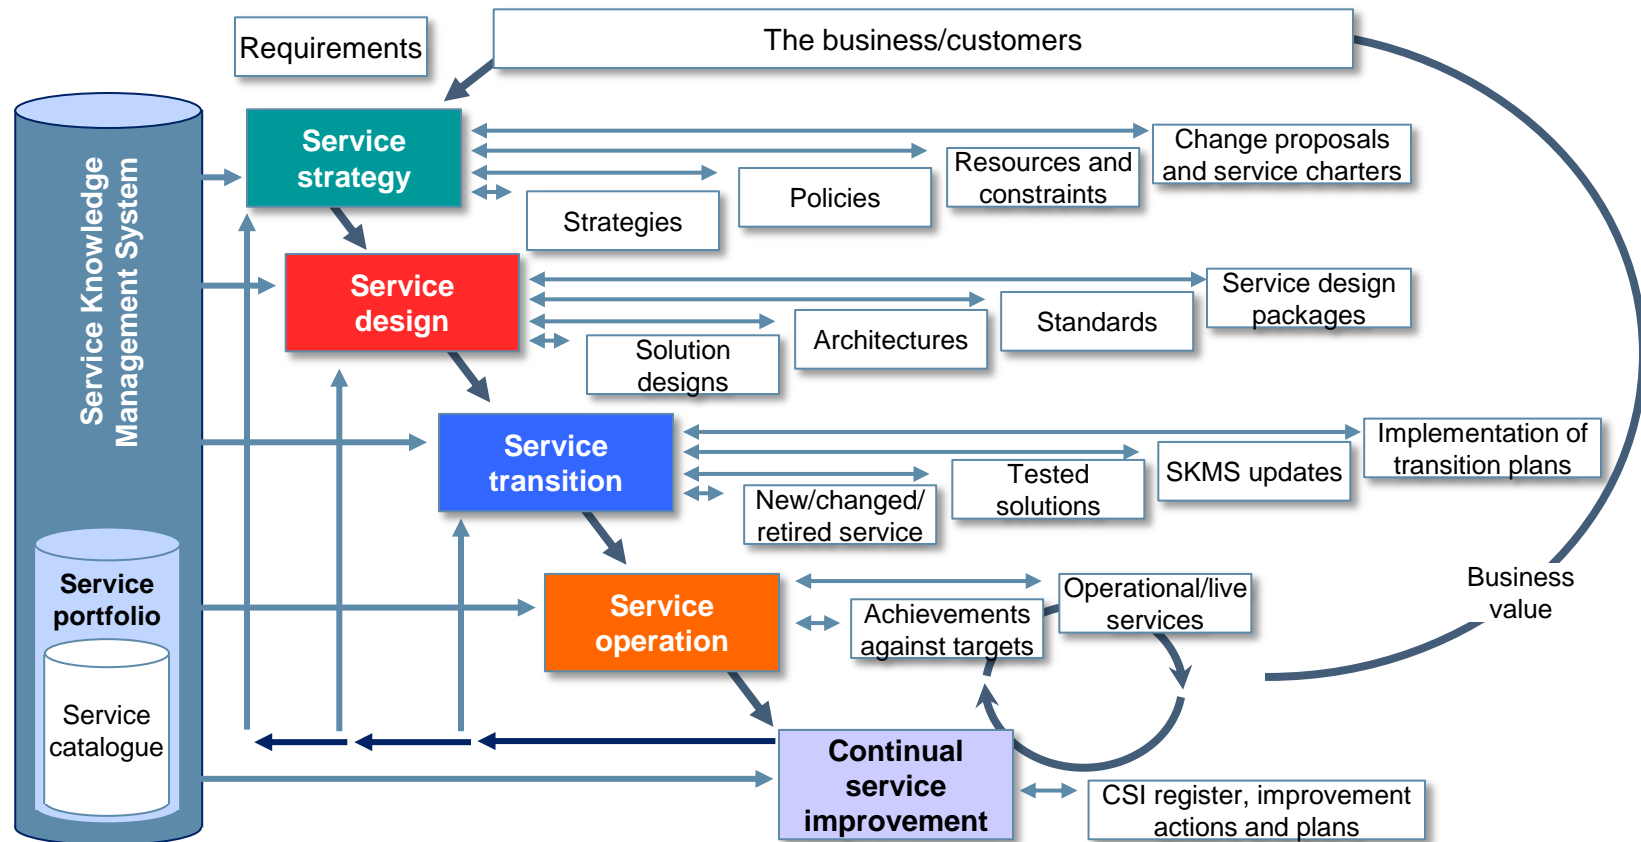 Requirements
The business/customers
Service Knowledge
Management System
Service
strategy
Strategies
Policies
Resources and
constraints
Change proposals
and service charters
Service
design
Solution
designs
Architectures
Standards
Service design
packages
Service
transition
New/changed/
retired service
Tested
solutions
SKMS updates
Implementation of
transition plans
Service
portfolio
Service
catalogue
Service
operation
Achievements
against targets
Operational/live
services
Business
value
Continual
service
improvement
CSI register, improvement
actions and plans